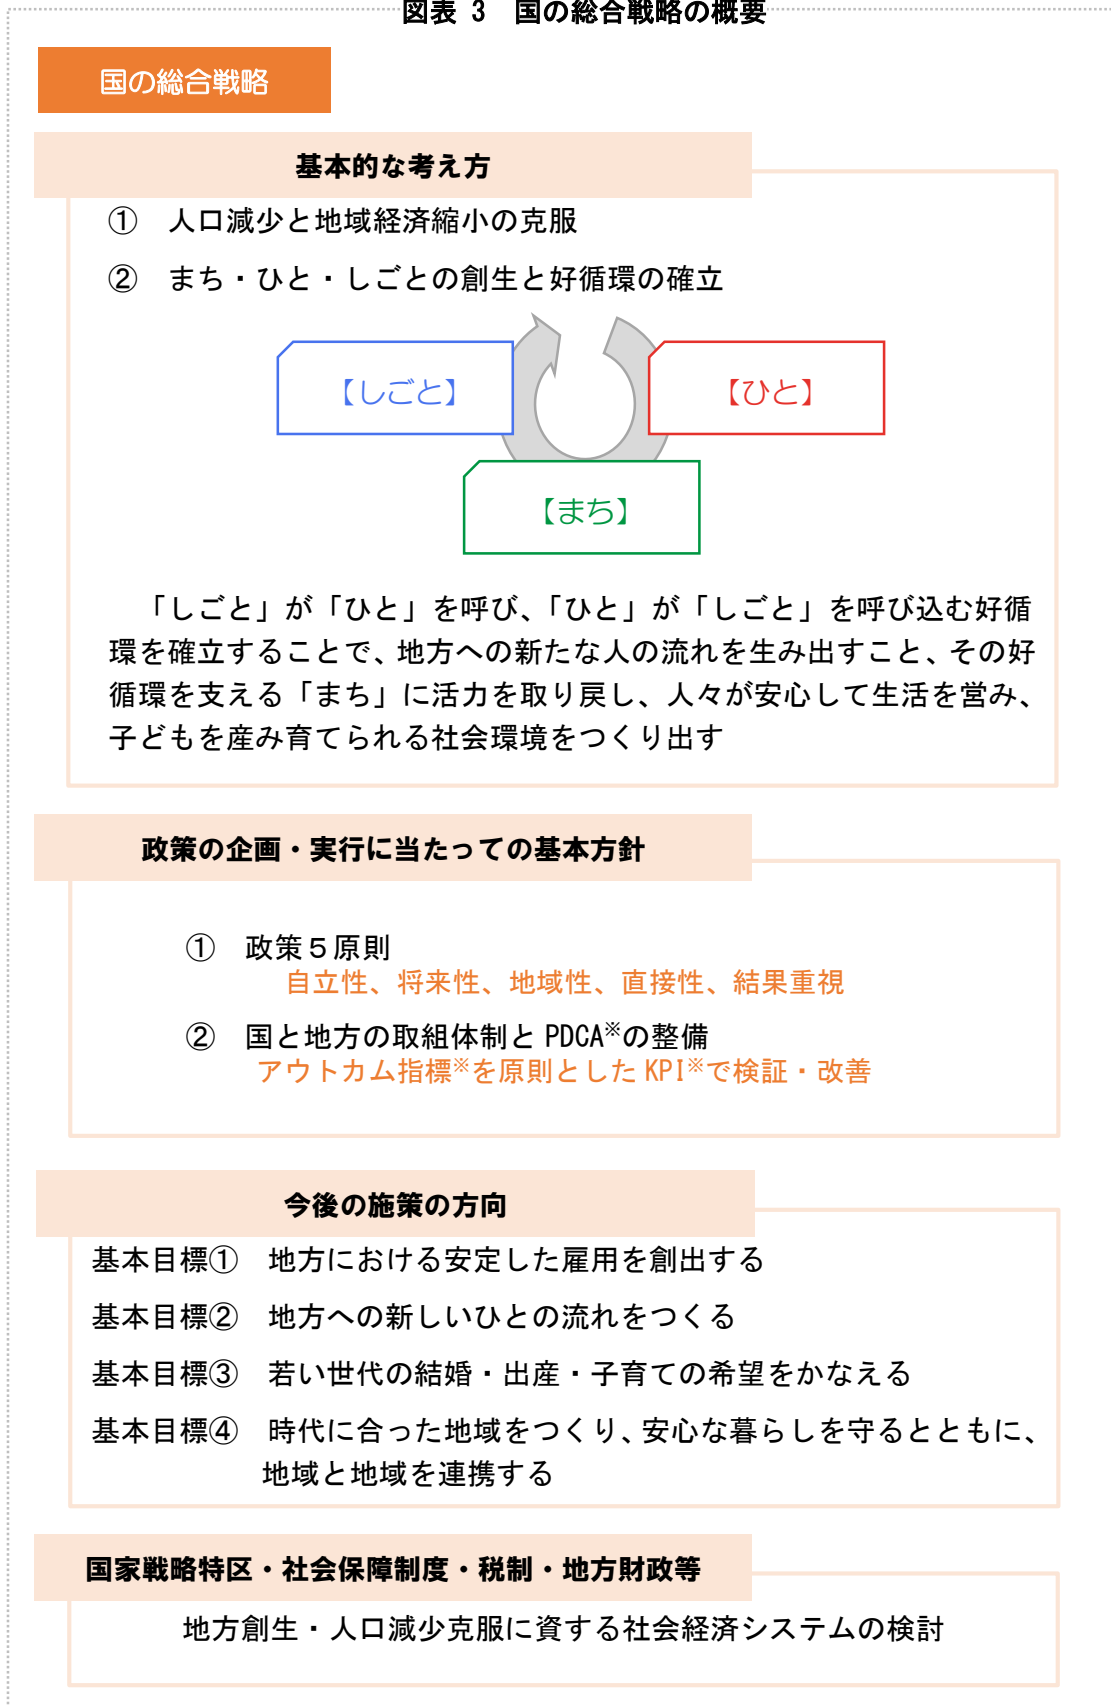 図表 3　国の総合戦略の概要
国の総合戦略
基本的な考え方
①　人口減少と地域経済縮小の克服
②　まち・ひと・しごとの創生と好循環の確立
【しごと】
【ひと】
【まち】
「しごと」が「ひと」を呼び、「ひと」が「しごと」を呼び込む好循
環を確立することで、地方への新たな人の流れを生み出すこと、その好
循環を支える「まち」に活力を取り戻し、人々が安心して生活を営み、
子どもを産み育てられる社会環境をつくり出す
政策の企画・実行に当たっての基本方針
①　政策５原則
自立性、将来性、地域性、直接性、結果重視
②　国と地方の取組体制と PDCA※の整備
アウトカム指標※を原則とした KPI※で検証・改善
今後の施策の方向
基本目標①　地方における安定した雇用を創出する
基本目標②　地方への新しいひとの流れをつくる
基本目標③　若い世代の結婚・出産・子育ての希望をかなえる
基本目標④　時代に合った地域をつくり、安心な暮らしを守るとともに、
地域と地域を連携する
国家戦略特区・社会保障制度・税制・地方財政等
地方創生・人口減少克服に資する社会経済システムの検討